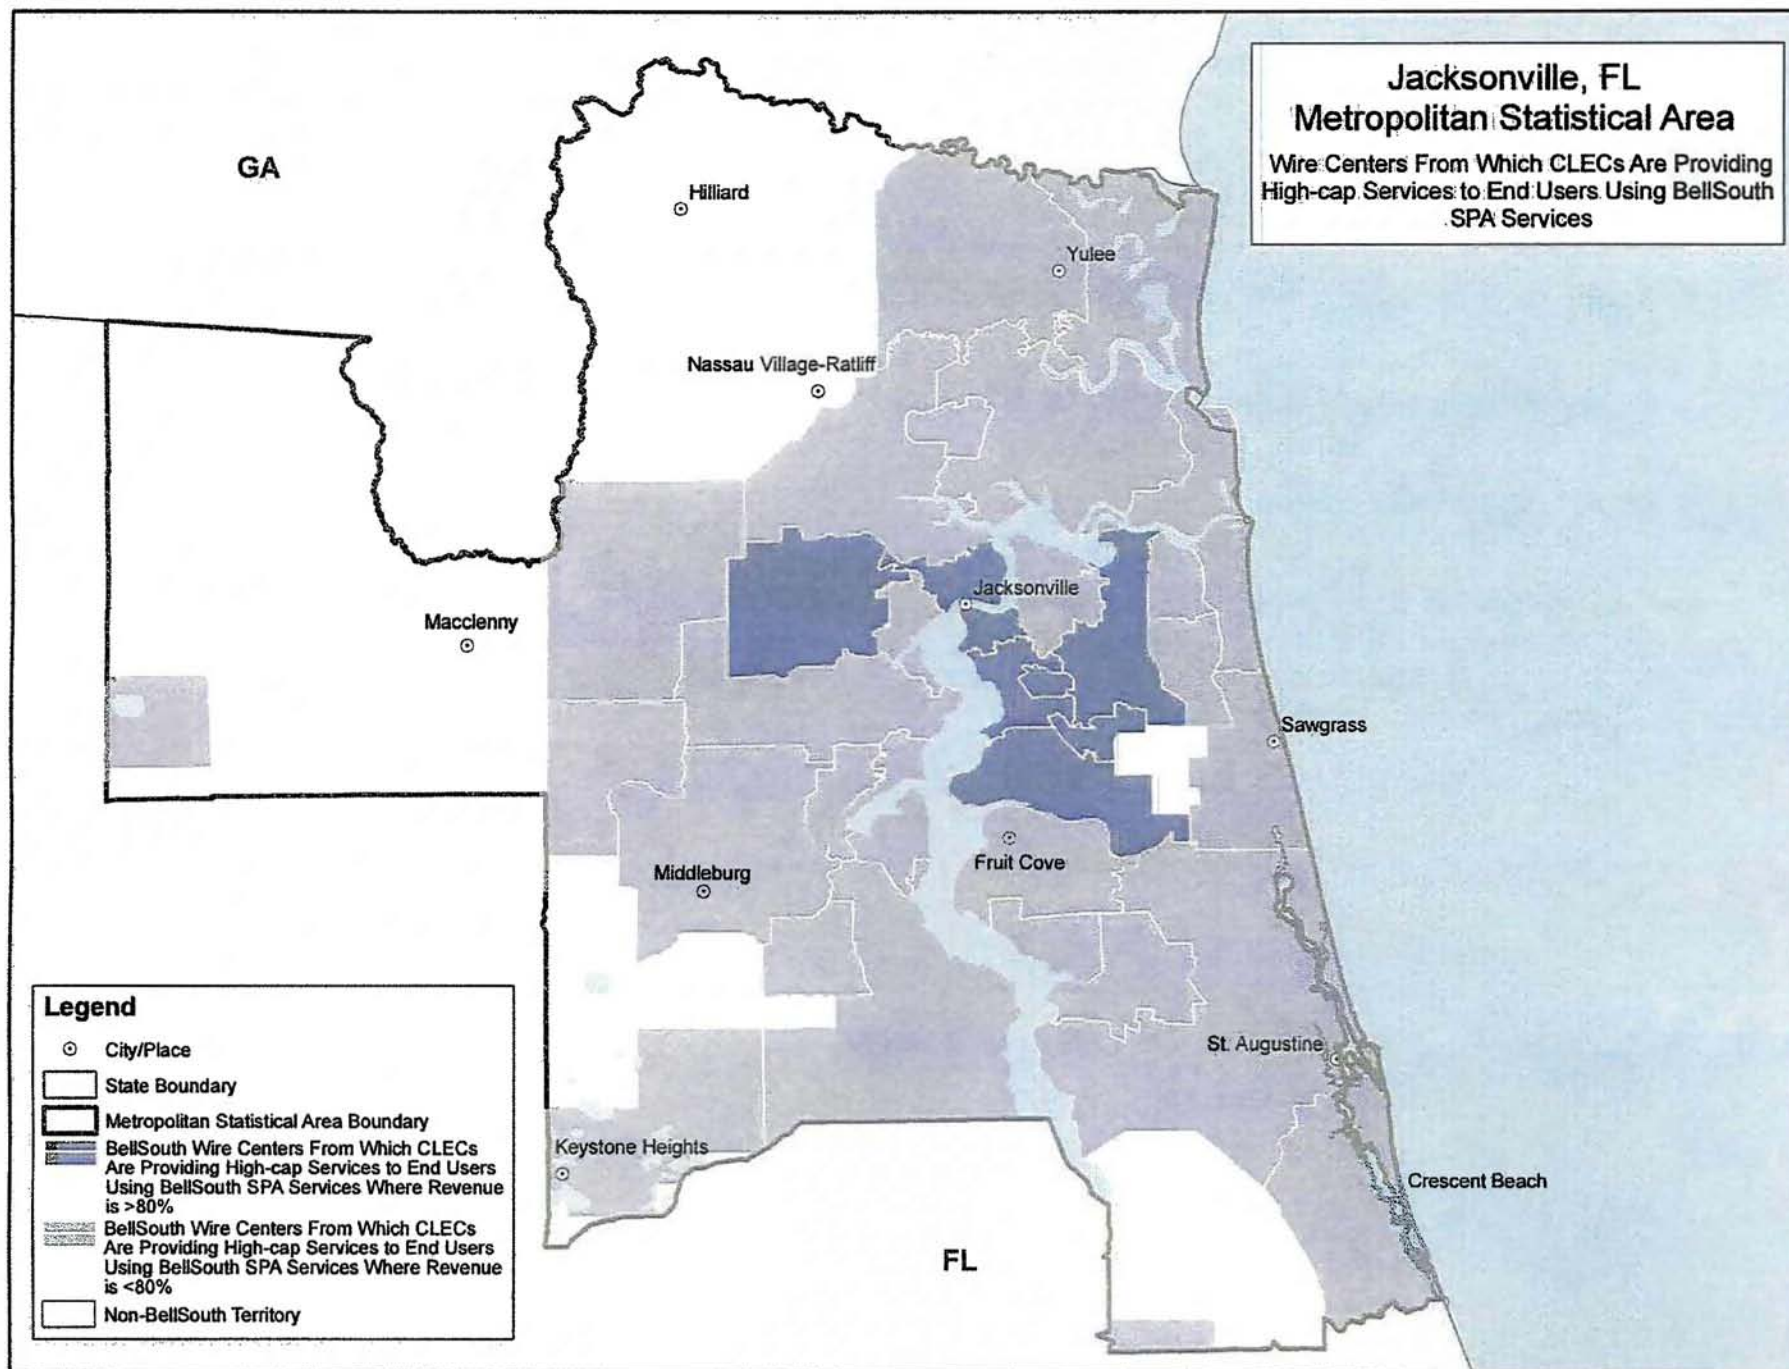 Jacksonville, FL
Metropolitan Statistical Area
Wire Centers From Which CLECs Are Providing
High-cap Services to End Users Using BellSouth
SPA Services
GA
Hilliard
Yulee
Nassau Village-Ratliff
Jacksonville
Macclenny
Sawgrass
Fruit Cove
Middleburg
St. Augustine
Keystone Heights
Crescent Beach
FL
Legend
City/Place
State Boundary
Metropolitan Statistical Area Boundary
BellSouth Wire Centers From Which CLECs
Are Providing High-cap Services to End Users
Using BellSouth SPA Services Where Revenue
is >80%
BellSouth Wire Centers From Which CLECs
Are Providing High-cap Services to End Users
Using BellSouth SPA Services Where Revenue
is <80%
Non-BellSouth Territory